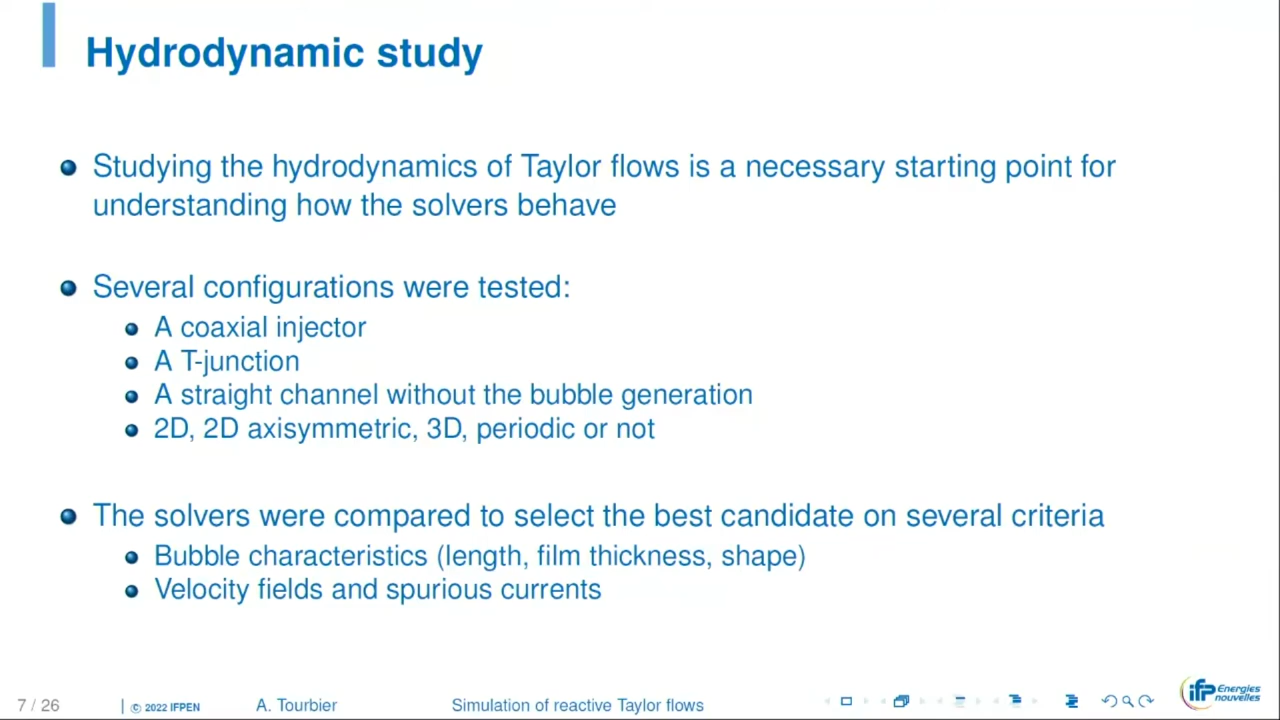 Hydrodynamic study
Studying the hydrodynamics of Taylor flows is a necessary starting point for
understanding how the solvers behave
Several configurations were tested:
A coaxial injector
A T-junction
A straight channel without the bubble generation
2D, 2D axisymmetric, 3D, periodic or not
The solvers were compared to select the best candidate on several criteria
Bubble characteristics (length, film thickness, shape)
Velocity fields and spurious currents
7 / 26 | © 2022 IFPEN A. Tourbier Simulation of reactive Taylor flows
ifp Energies
nouvelles